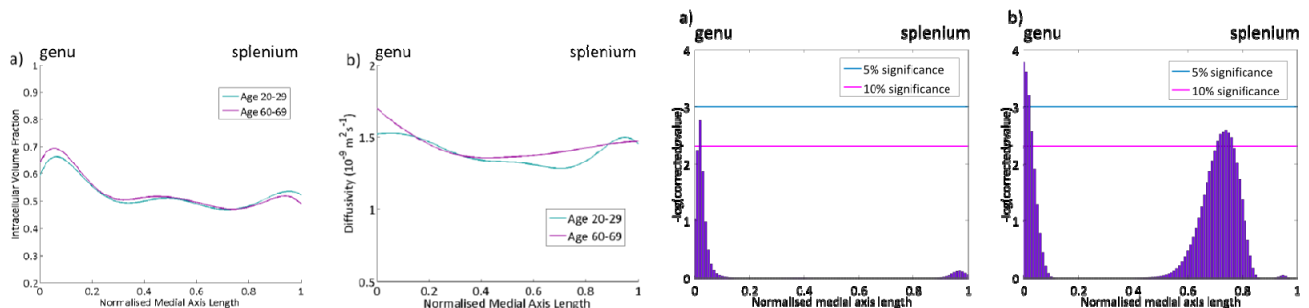 a)
genu
splenium
Intracellular Volume Fraction
1
0.9
0.8
0.7
0.6
0.5
0.4
0.3
0.2
0
0.2
0.4
0.6
0.8
1
Normalised Medial Axis Length
Age 20-29
Age 60-69
b)
genu
splenium
Diffusivity (10⁻⁹ m² s⁻¹)
2
1.5
1
0.5
0
0.2
0.4
0.6
0.8
1
Normalised Medial Axis Length
Age 20-29
Age 60-69
a)
genu
splenium
-log(corrected pvalue)
4
3
2
1
0
0
0.2
0.4
0.6
0.8
1
Normalised medial axis length
5% significance
10% significance
b)
genu
splenium
-log(corrected pvalue)
4
3
2
1
0
0
0.2
0.4
0.6
0.8
1
Normalised medial axis length
5% significance
10% significance